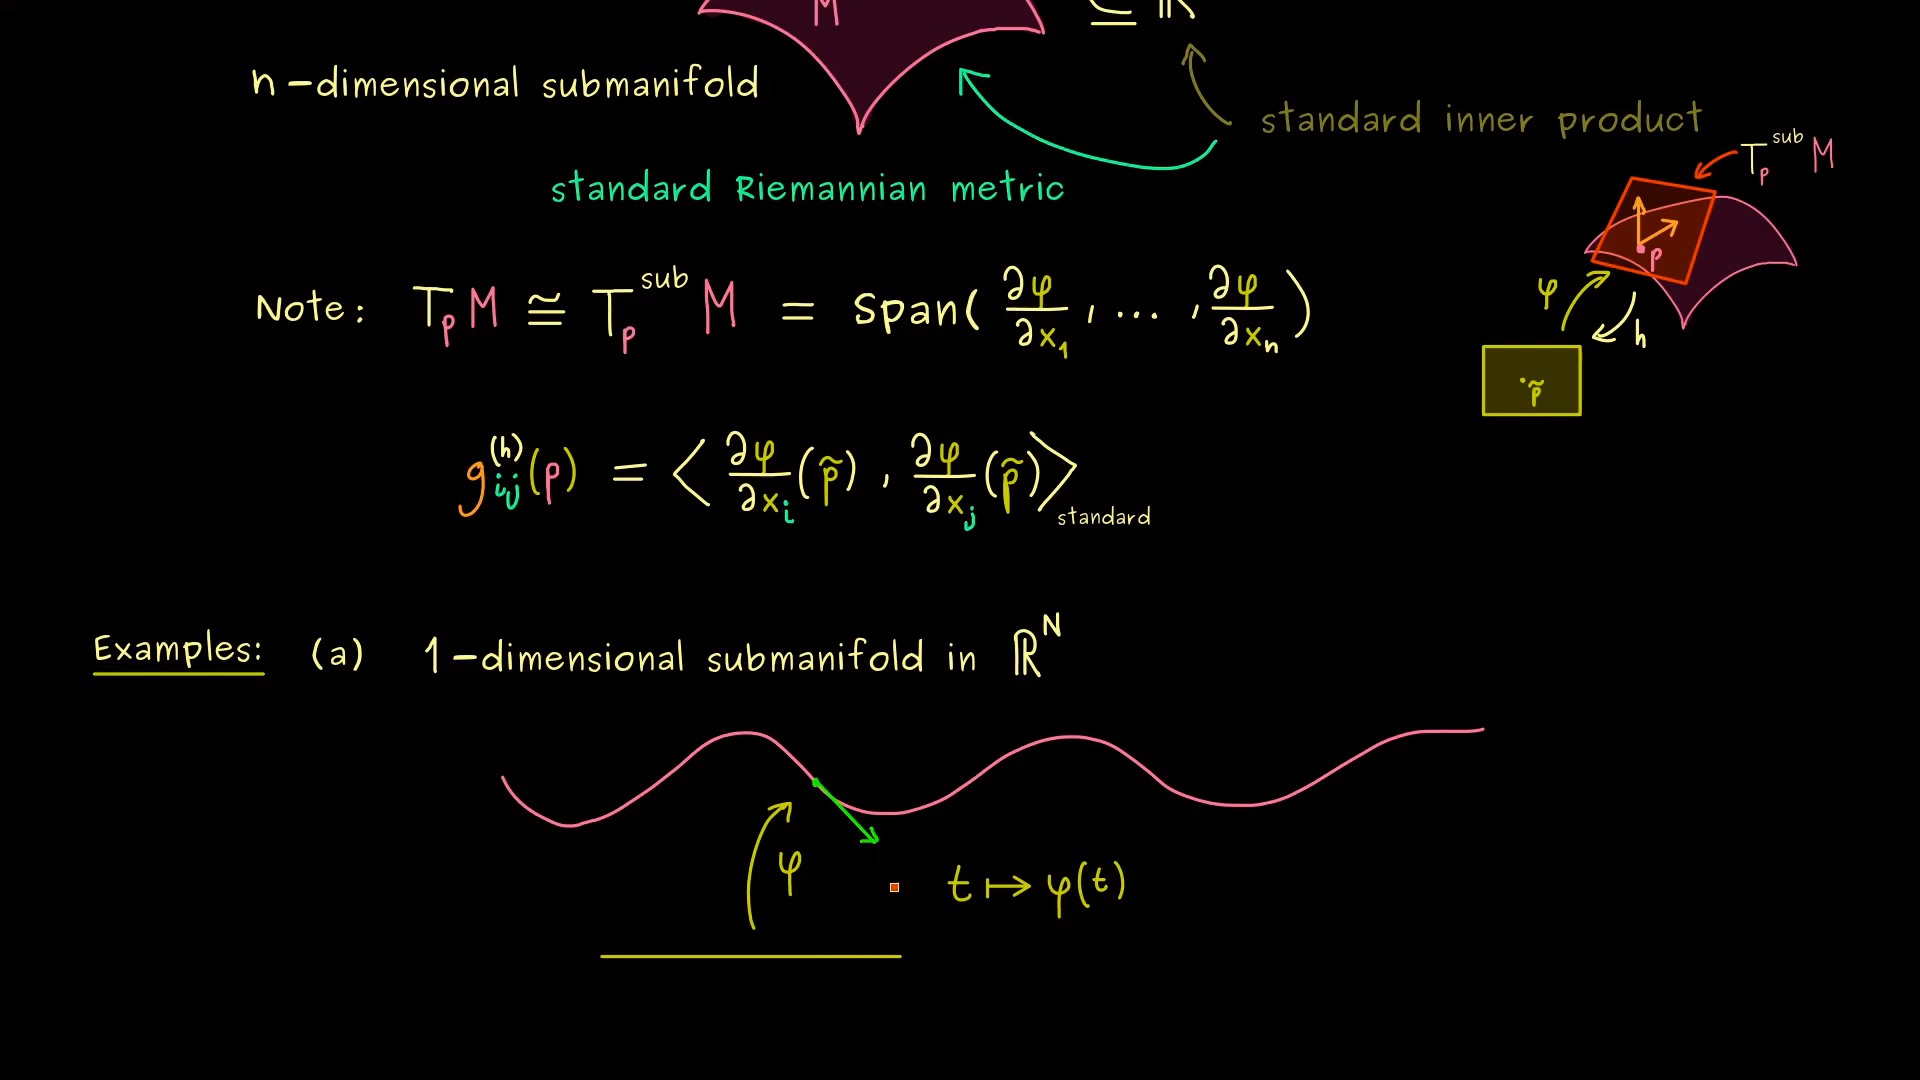 M ⊆ ℝ
n-dimensional submanifold
standard inner product
T_p^sub M
standard Riemannian metric
p
φ
h
p̃
Note: T_pM ≅ T_p^sub M = Span(∂φ/∂x_1, ⋯, ∂φ/∂x_n)
g_ij^(h)(p) = ⟨∂φ/∂x_i(p̃), ∂φ/∂x_j(p̃)⟩_standard
Examples: (a) 1-dimensional submanifold in ℝ^N
φ t ↦ φ(t)